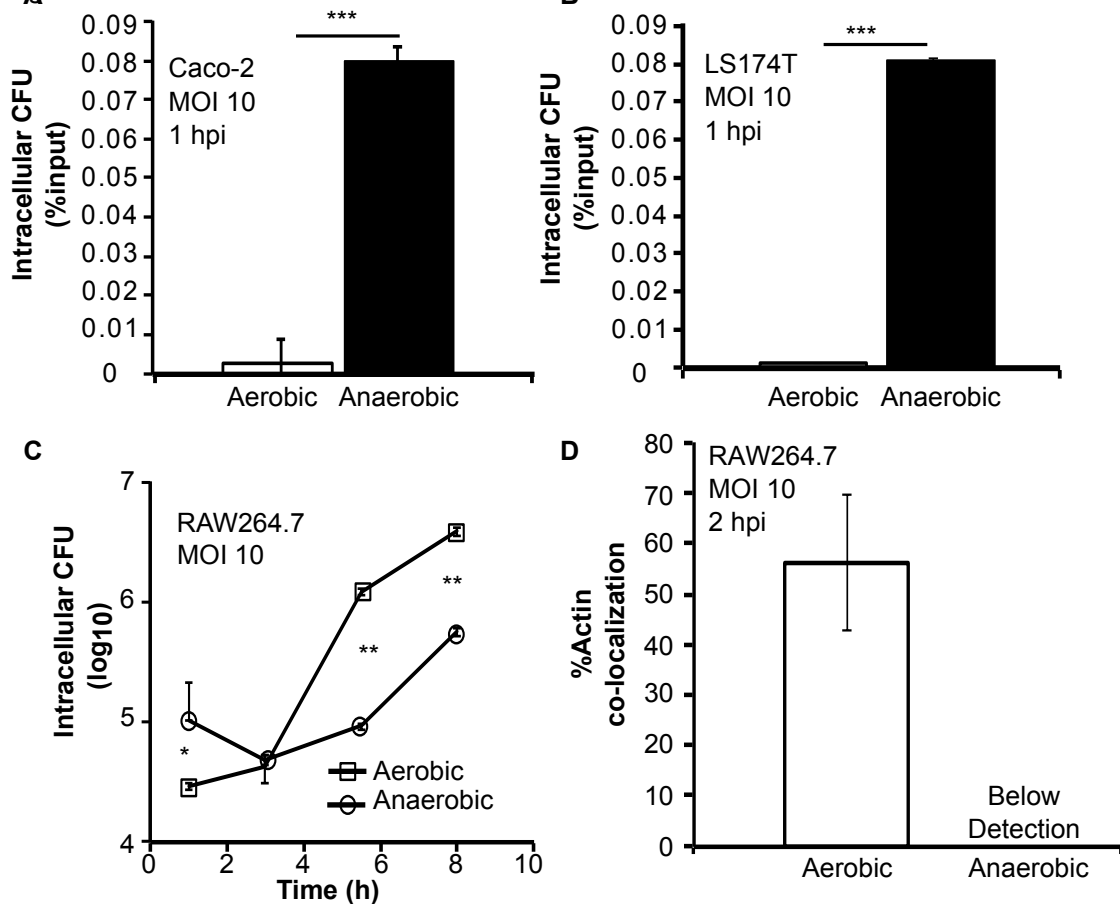 A
***
0.09
0.08
0.07
0.06
0.05
0.04
0.03
0.02
0.01
0
Intracellular CFU
(%input)
Caco-2
MOI 10
1 hpi
Aerobic
Anaerobic
B
***
0.09
0.08
0.07
0.06
0.05
0.04
0.03
0.02
0.01
0
Intracellular CFU
(%input)
LS174T
MOI 10
1 hpi
Aerobic
Anaerobic
C
7
6
5
4
Intracellular CFU
(log10)
RAW264.7
MOI 10
*
**
**
Aerobic
Anaerobic
0 2 4 6 8 10
Time (h)
D
80
70
60
50
40
30
20
10
0
%Actin
co-localization
RAW264.7
MOI 10
2 hpi
Below
Detection
Aerobic
Anaerobic